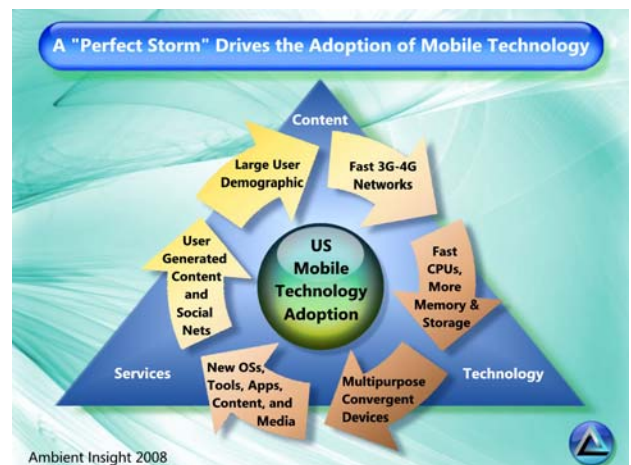 A "Perfect Storm" Drives the Adoption of Mobile Technology
Content
Large User
Demographic
Fast 3G-4G
Networks
User
Generated
Content
and
Social
Nets
US
Mobile
Technology
Adoption
Fast
CPUs,
More
Memory &
Storage
Services
New OSs,
Tools, Apps,
Content, and
Media
Multipurpose
Convergent
Devices
Technology
Ambient Insight 2008